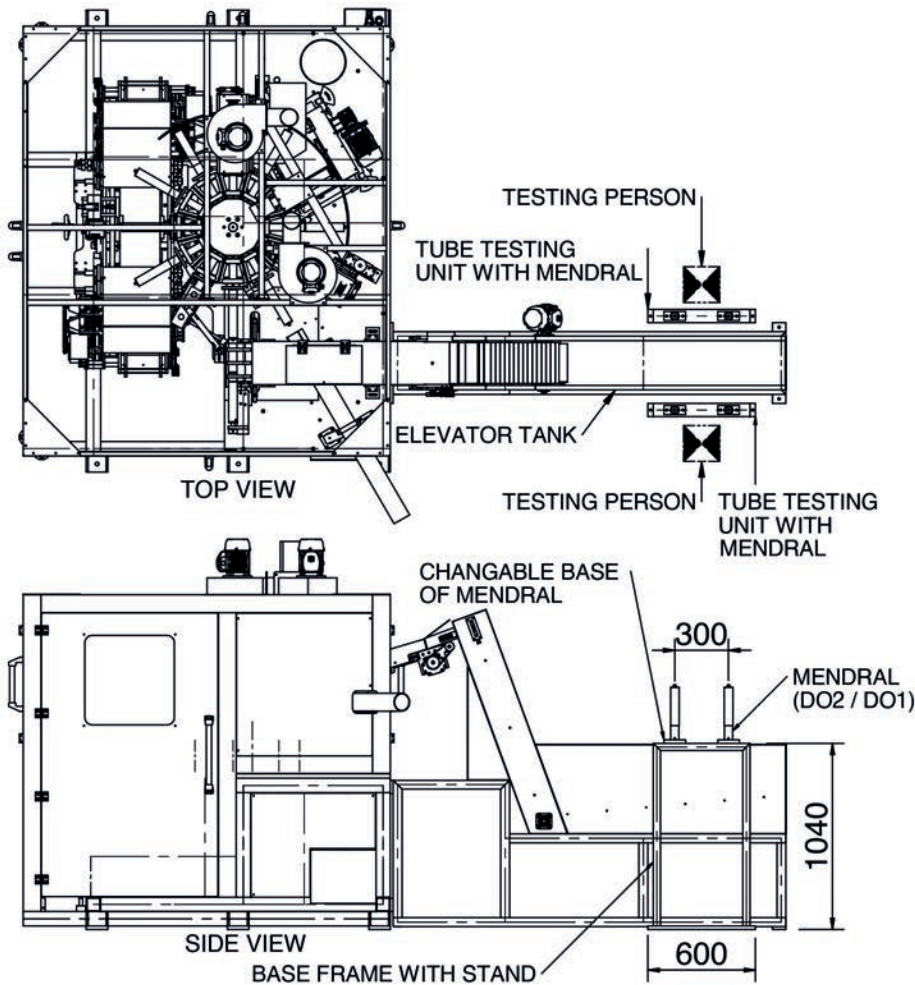 TESTING PERSON
TUBE TESTING
UNIT WITH MENDRAL
ELEVATOR TANK
TOP VIEW
TESTING PERSON
TUBE TESTING
UNIT WITH
MENDRAL
CHANGABLE BASE
OF MENDRAL
300
MENDRAL
(DO2 / DO1)
1040
SIDE VIEW
600
BASE FRAME WITH STAND